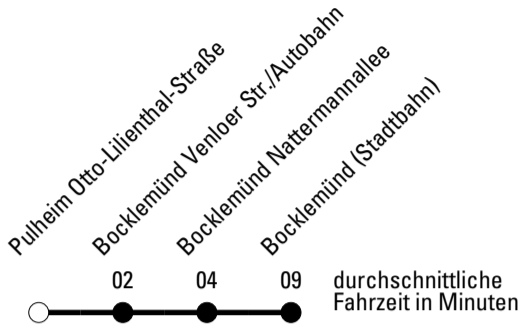 Pulheim Otto-Lilienthal-Straße
Bocklemünd Venloer Str./Autobahn
Bocklemünd Nattermannallee
Bocklemünd (Stadtbahn)
02 04 09
durchschnittliche
Fahrzeit in Minuten